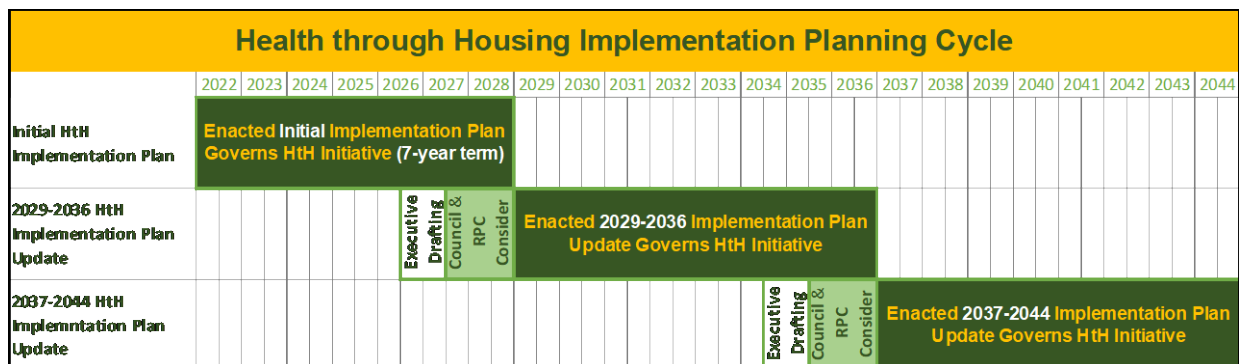 Health through Housing Implementation Planning Cycle
2022 2023 2024 2025 2026 2027 2028 2029 2030 2031 2032 2033 2034 2035 2036 2037 2038 2039 2040 2041 2042 2043 2044
Initial HtH
Implementation Plan
Enacted Initial Implementation Plan
Governs HtH Initiative (7-year term)
2029-2036 HtH
Implementation Plan
Update
Executive
Drafting
Council &
RPC
Consider
Enacted 2029-2036 Implementation Plan
Update Governs HtH Initiative
2037-2044 HtH
Implemntation Plan
Update
Executive
Drafting
Council &
RPC
Consider
Enacted 2037-2044 Implementation Plan
Update Governs HtH Initiative